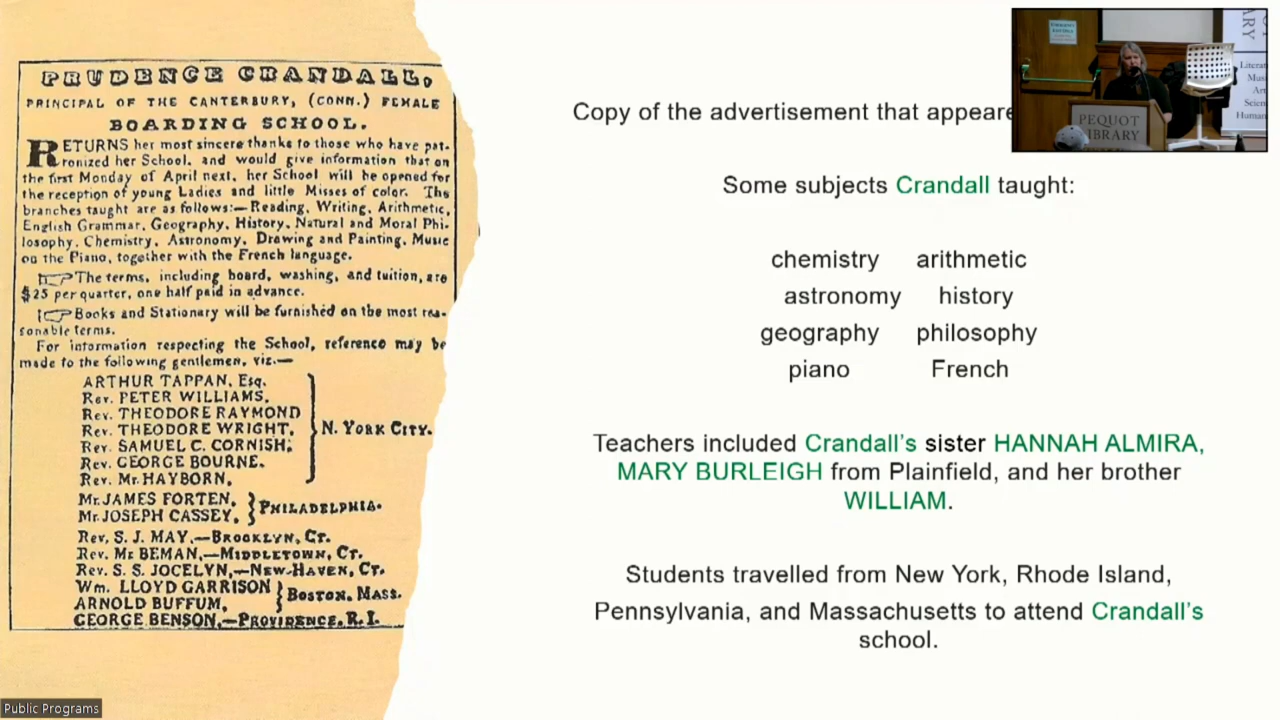 PRUDENCE CRANDALL,
PRINCIPAL OF THE CANTERBURY, (CONN.) FEMALE
BOARDING SCHOOL.
RETURNS her most sincere thanks to those who have pat-
ronized her School, and would give information that on
the first Monday of April next, her School will be opened for
the reception of young Ladies and little Misses of color. The
branches taught are as follows:—Reading, Writing, Arithmetic,
English Grammar, Geography, History, Natural and Moral Phi-
losophy, Chemistry, Astronomy, Drawing and Painting, Music
on the Piano, together with the French language.
The terms, including board, washing, and tuition, are
$25 per quarter, one half paid in advance.
Books and Stationary will be furnished on the most rea-
sonable terms.
For information respecting the School, reference may be
made to the following gentlemen, viz.—
ARTHUR TAPPAN, Esq.
Rev. PETER WILLIAMS,
Rev. THEODORE RAYMOND
Rev. THEODORE WRIGHT,
Rev. SAMUEL C. CORNISH,
Rev. GEORGE BOURNE,
Rev. Mr. HAYBORN,
N. YORK CITY.
Mr. JAMES FORTEN,
Mr. JOSEPH CASSEY,
PHILADELPHIA.
Rev. S. J. MAY,—BROOKLYN, CT.
Rev. Mr. BEMAN,—MIDDLETOWN, CT.
Rev. S. S. JOCELYN,—NEW-HAVEN, CT.
Wm. LLOYD GARRISON
ARNOLD BUFFUM,
BOSTON, MASS.
GEORGE BENSON,—PROVIDENCE, R. I.
Copy of the advertisement that appeare
Some subjects Crandall taught:
chemistry arithmetic
astronomy history
geography philosophy
piano French
Teachers included Crandall's sister HANNAH ALMIRA,
MARY BURLEIGH from Plainfield, and her brother
WILLIAM.
Students travelled from New York, Rhode Island,
Pennsylvania, and Massachusetts to attend Crandall's
school.
PEQUOT
LIBRARY
Public Programs